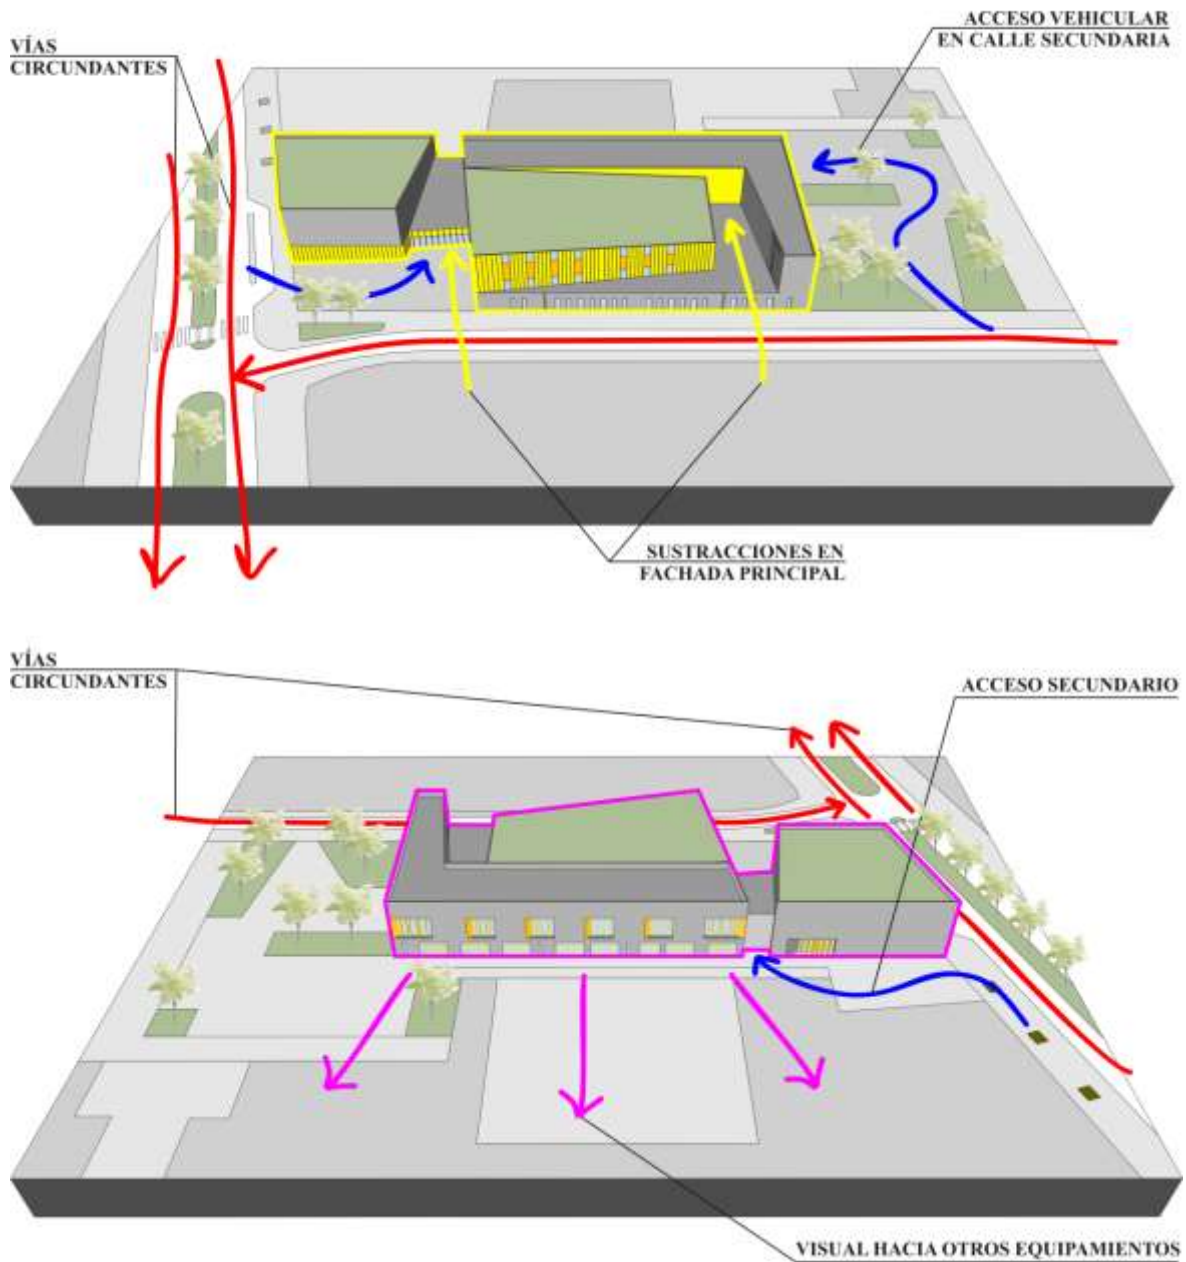 ACCESO VEHICULAR
EN CALLE SECUNDARIA
VÍAS
CIRCUNDANTES
SUSTRACCIONES EN
FACHADA PRINCIPAL
VÍAS
CIRCUNDANTES
ACCESO SECUNDARIO
VISUAL HACIA OTROS EQUIPAMIENTOS